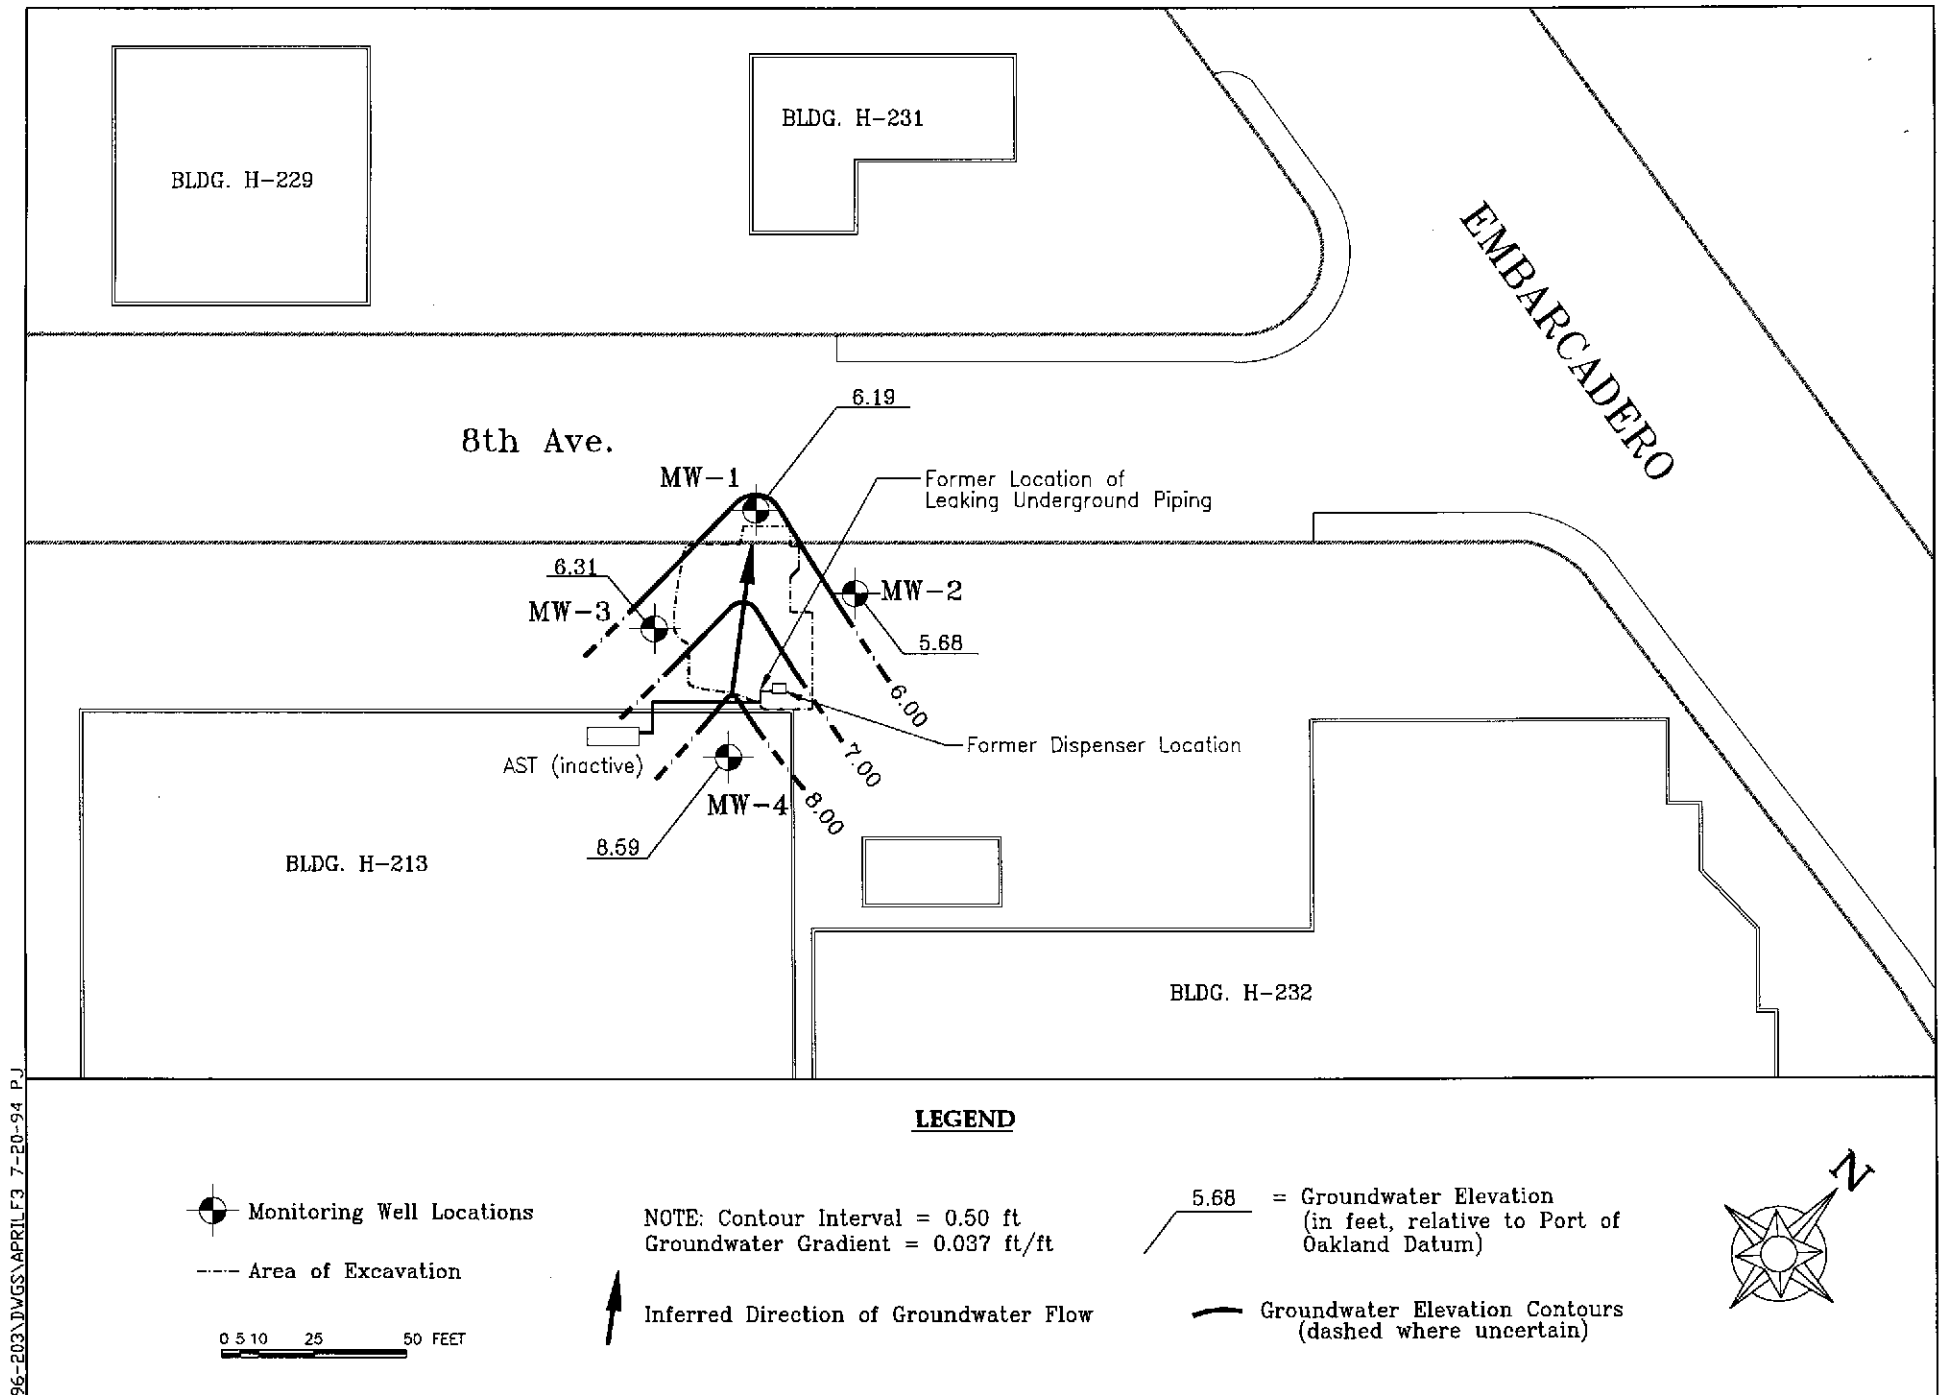 BLDG. H-229
BLDG. H-231
EMBARCADERO
8th Ave.
6.19
MW-1
Former Location of
Leaking Underground Piping
6.31
MW-3
MW-2
5.68
6.00
7.00
8.00
Former Dispenser Location
AST (inactive)
MW-4
8.59
BLDG. H-213
BLDG. H-232
LEGEND
Monitoring Well Locations
Area of Excavation
0 5 10 25 50 FEET
NOTE: Contour Interval = 0.50 ft
Groundwater Gradient = 0.037 ft/ft
Inferred Direction of Groundwater Flow
5.68 = Groundwater Elevation
(in feet, relative to Port of
Oakland Datum)
Groundwater Elevation Contours
(dashed where uncertain)
N
96-203\DWGS\APRILF3 7-20-94 PJ